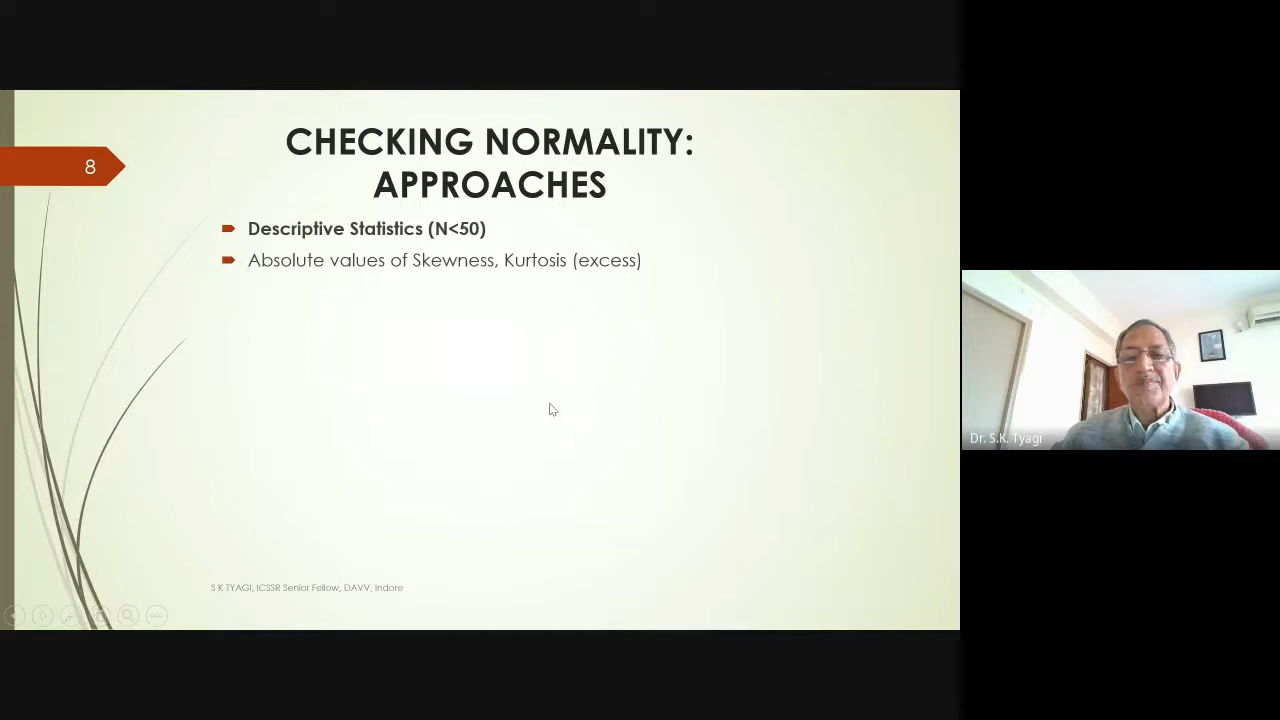 8
CHECKING NORMALITY:
APPROACHES
Descriptive Statistics (N<50)
Absolute values of Skewness, Kurtosis (excess)
S K TYAGI, ICSSR Senior Fellow, DAVV, Indore
Dr. S.K. Tyagi